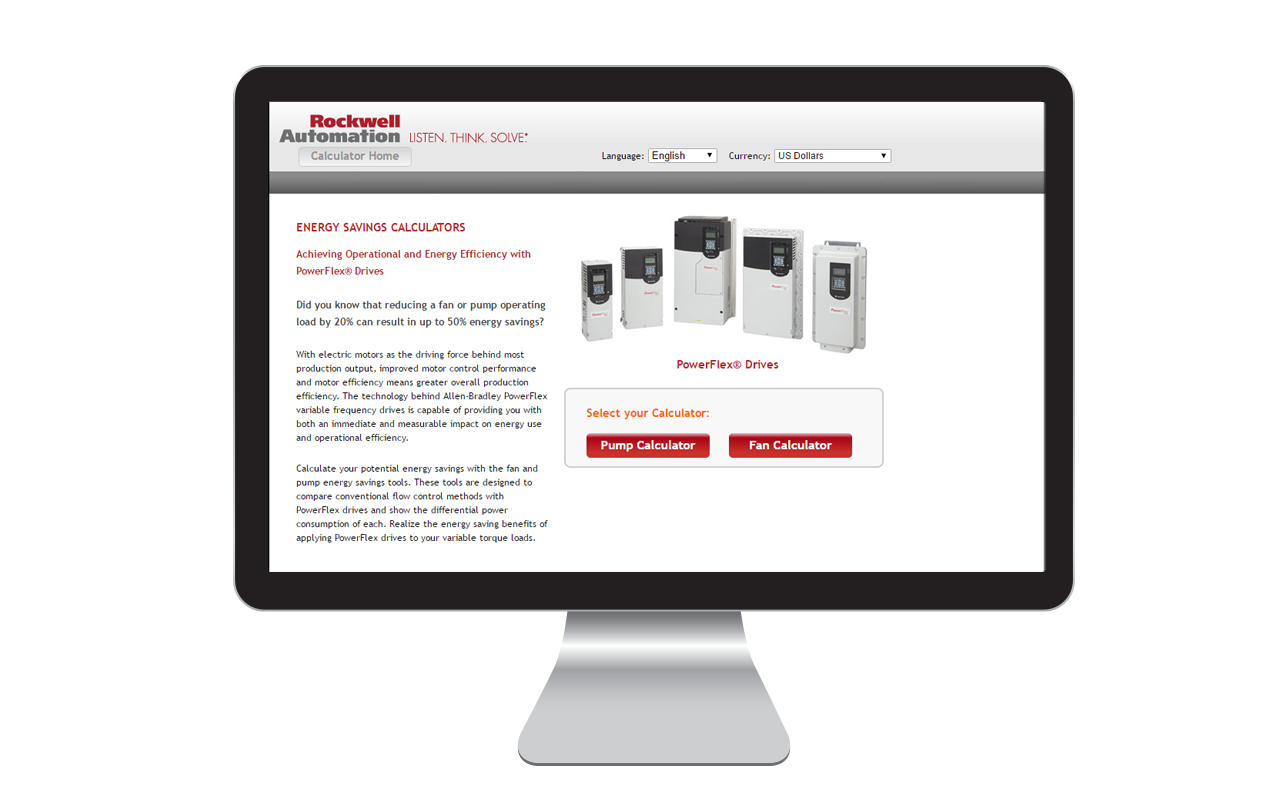 Rockwell
Automation LISTEN. THINK. SOLVE.®
Calculator Home
Language: English
Currency: US Dollars
ENERGY SAVINGS CALCULATORS
Achieving Operational and Energy Efficiency with
PowerFlex® Drives
Did you know that reducing a fan or pump operating
load by 20% can result in up to 50% energy savings?
With electric motors as the driving force behind most
production output, improved motor control performance
and motor efficiency means greater overall production
efficiency. The technology behind Allen-Bradley PowerFlex
variable frequency drives is capable of providing you with
both an immediate and measurable impact on energy use
and operational efficiency.
Calculate your potential energy savings with the fan and
pump energy savings tools. These tools are designed to
compare conventional flow control methods with
PowerFlex drives and show the differential power
consumption of each. Realize the energy saving benefits of
applying PowerFlex drives to your variable torque loads.
PowerFlex® Drives
Select your Calculator:
Pump Calculator
Fan Calculator